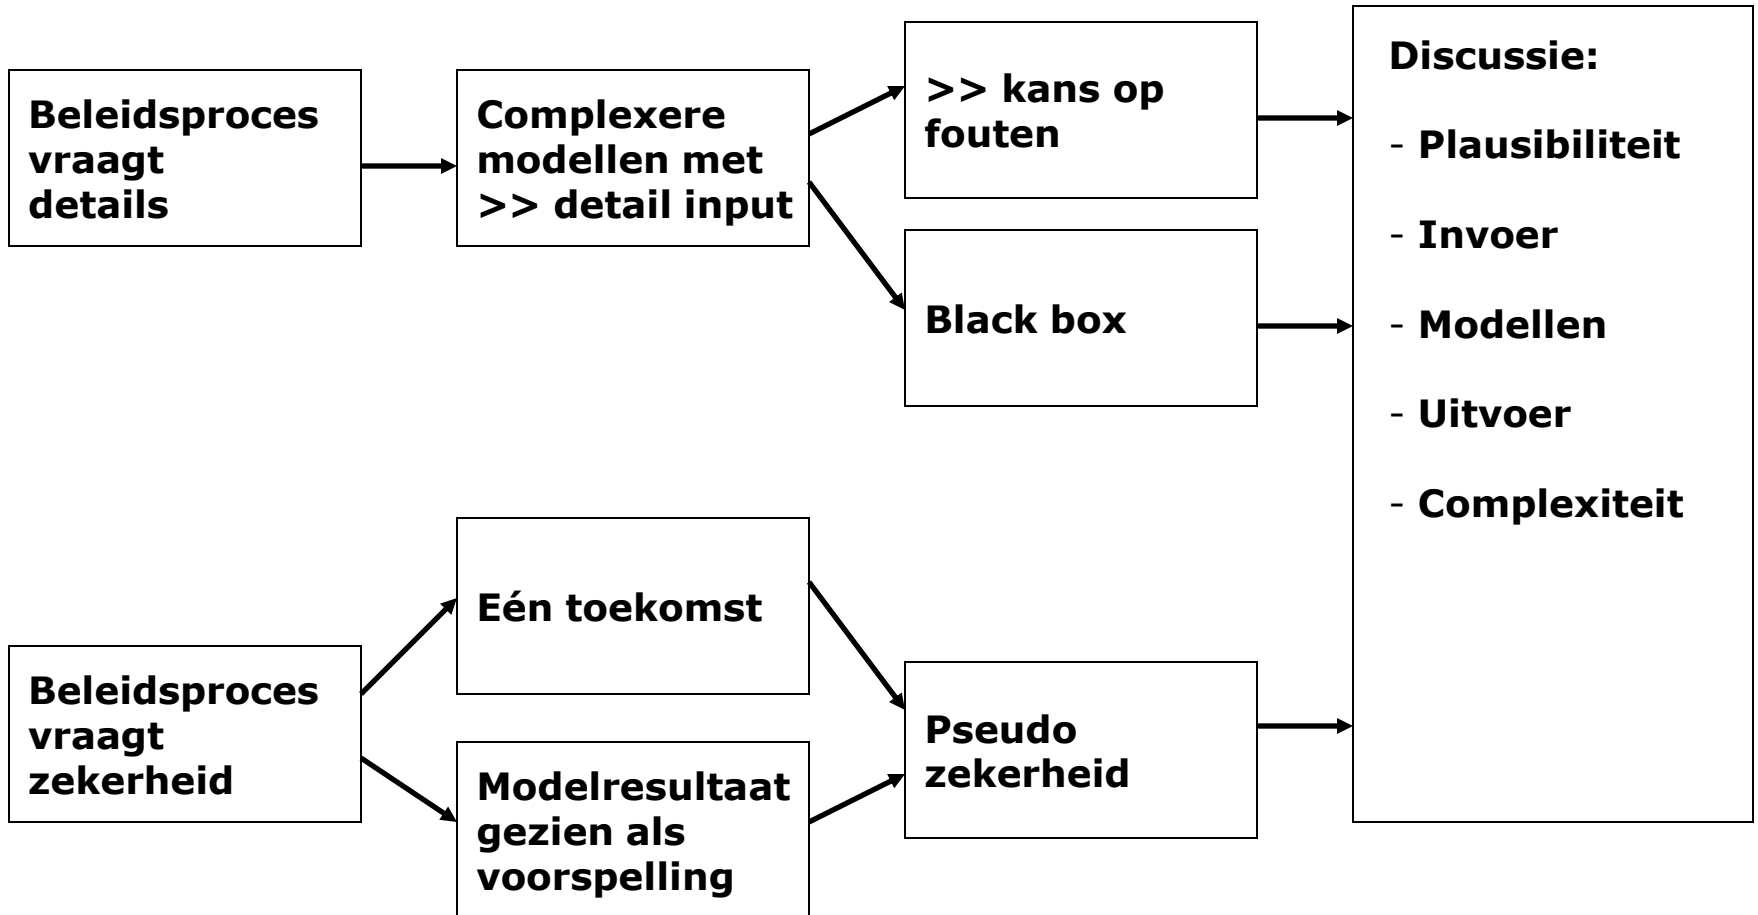 Beleidsproces
vraagt
details
Complexere
modellen met
>> detail input
>> kans op
fouten
Black box
Beleidsproces
vraagt
zekerheid
Eén toekomst
Modelresultaat
gezien als
voorspelling
Pseudo
zekerheid
Discussie:
- Plausibiliteit
- Invoer
- Modellen
- Uitvoer
- Complexiteit